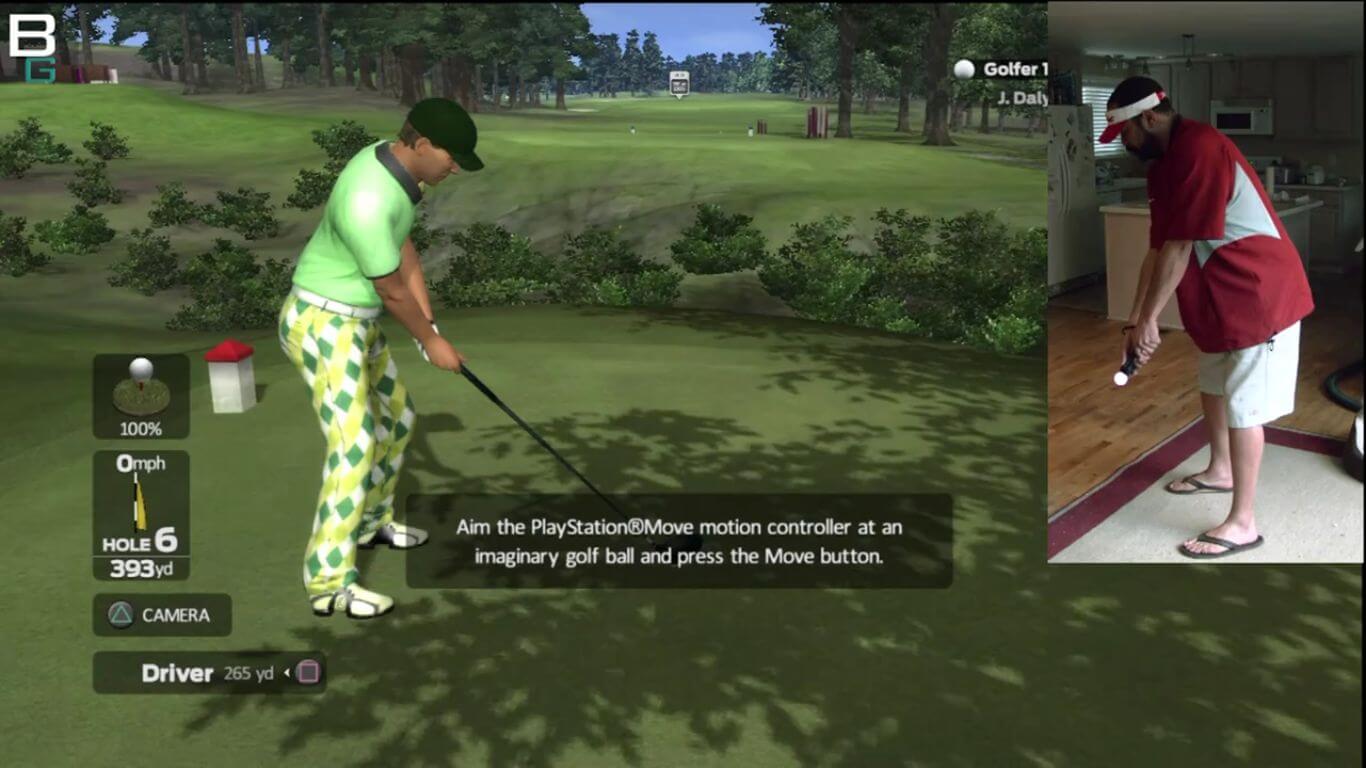 B
G
Golfer 1
J. Daly
100%
0mph
HOLE 6
393yd
CAMERA
Driver 265 yd
Aim the PlayStation®Move motion controller at an
imaginary golf ball and press the Move button.